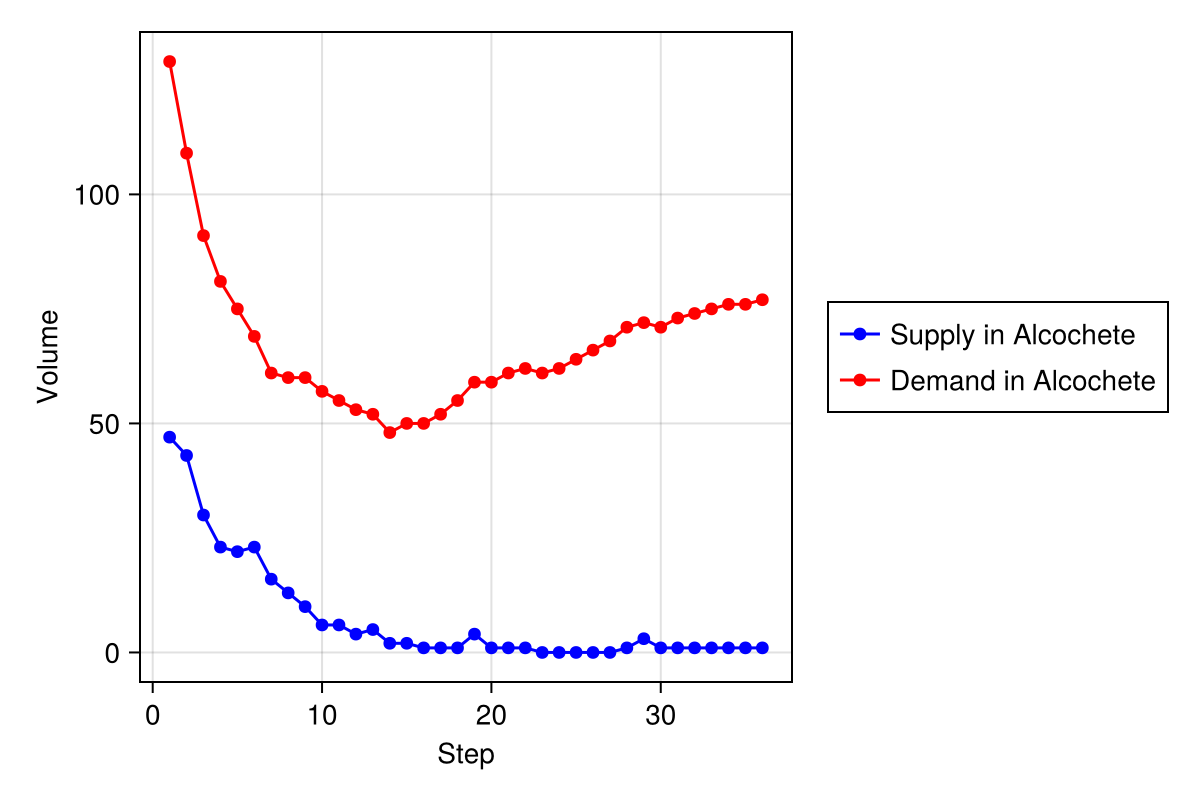 100
50
0
Volume
0 10 20 30
Step
Supply in Alcochete
Demand in Alcochete